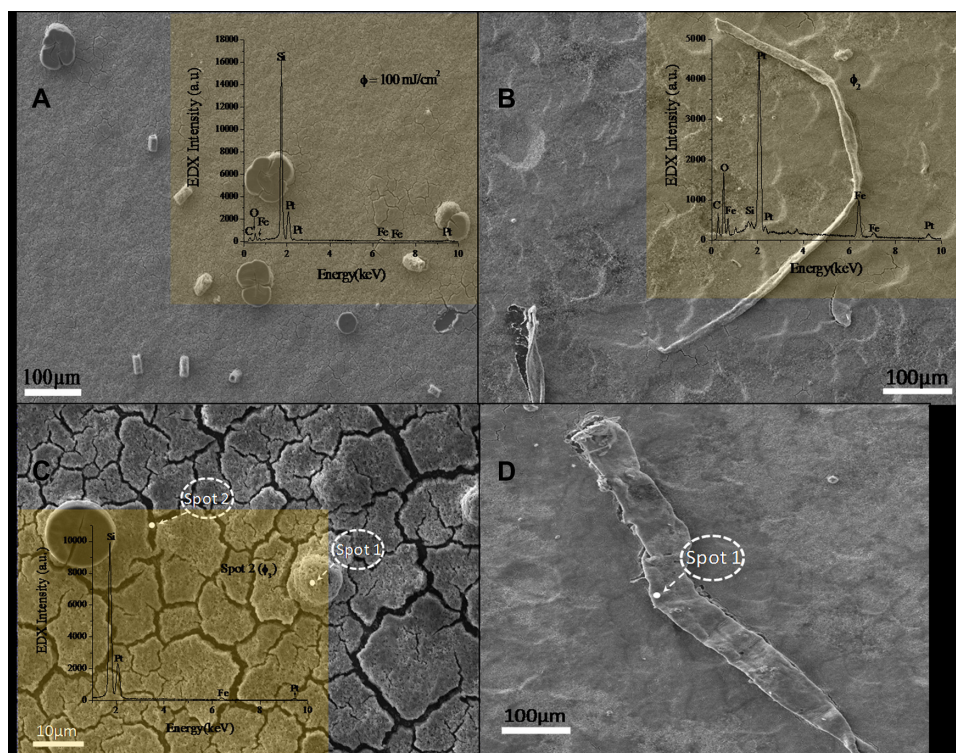 A
18000
16000
14000
12000
10000
8000
6000
4000
2000
0
EDX Intensity (a.u)
Si
ϕ = 100 mJ/cm²
O
C
Fe
Pt
Pt
Fe
Fe
Pt
0 2 4 6 8 10
Energy(keV)
100µm
B
5000
4000
3000
2000
1000
0
EDX Intensity (a.u.)
Pt
ϕ₂
O
C
Fe
Si
Pt
Fe
Fe
Pt
0 2 4 6 8 10
Energy(keV)
100µm
C
Spot 2
Spot 1
10000
8000
6000
4000
2000
0
EDX Intensity (a.u.)
Si
Spot 2 (ϕ₃)
Pt
Fe
Pt
2 4 6 8 10
Energy(keV)
10µm
D
Spot 1
100µm